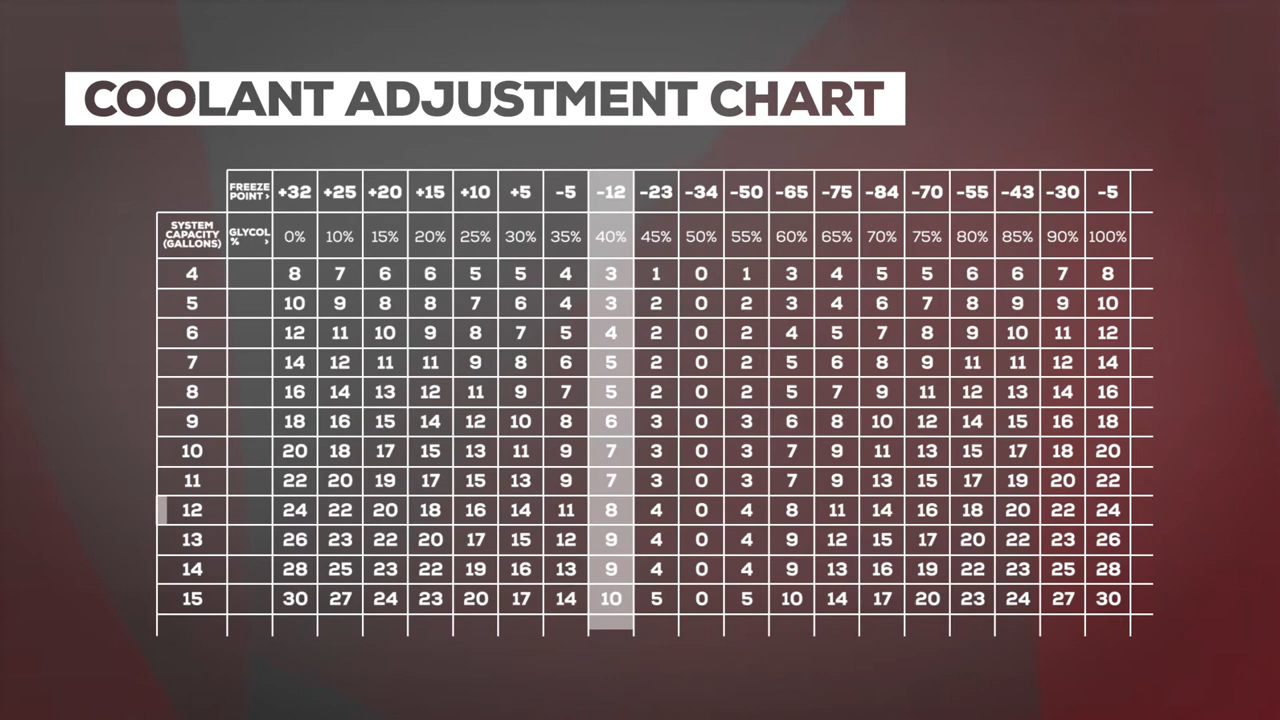 COOLANT ADJUSTMENT CHART
FREEZE POINT › +32 +25 +20 +15 +10 +5 -5 -12 -23 -34 -50 -65 -75 -84 -70 -55 -43 -30 -5
SYSTEM CAPACITY (GALLONS) GLYCOL % › 0% 10% 15% 20% 25% 30% 35% 40% 45% 50% 55% 60% 65% 70% 75% 80% 85% 90% 100%
4 8 7 6 6 5 5 4 3 1 0 1 3 4 5 5 6 6 7 8
5 10 9 8 8 7 6 4 3 2 0 2 3 4 6 7 8 9 9 10
6 12 11 10 9 8 7 5 4 2 0 2 4 5 7 8 9 10 11 12
7 14 12 11 11 9 8 6 5 2 0 2 5 6 8 9 11 11 12 14
8 16 14 13 12 11 9 7 5 2 0 2 5 7 9 11 12 13 14 16
9 18 16 15 14 12 10 8 6 3 0 3 6 8 10 12 14 15 16 18
10 20 18 17 15 13 11 9 7 3 0 3 7 9 11 13 15 17 18 20
11 22 20 19 17 15 13 9 7 3 0 3 7 9 13 15 17 19 20 22
12 24 22 20 18 16 14 11 8 4 0 4 8 11 14 16 18 20 22 24
13 26 23 22 20 17 15 12 9 4 0 4 9 12 15 17 20 22 23 26
14 28 25 23 22 19 16 13 9 4 0 4 9 13 16 19 22 23 25 28
15 30 27 24 23 20 17 14 10 5 0 5 10 14 17 20 23 24 27 30